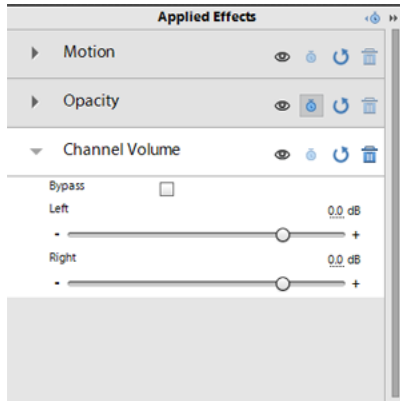 Applied Effects
Motion
Opacity
Channel Volume
Bypass
Left 0.0 dB
- +
Right 0.0 dB
- +